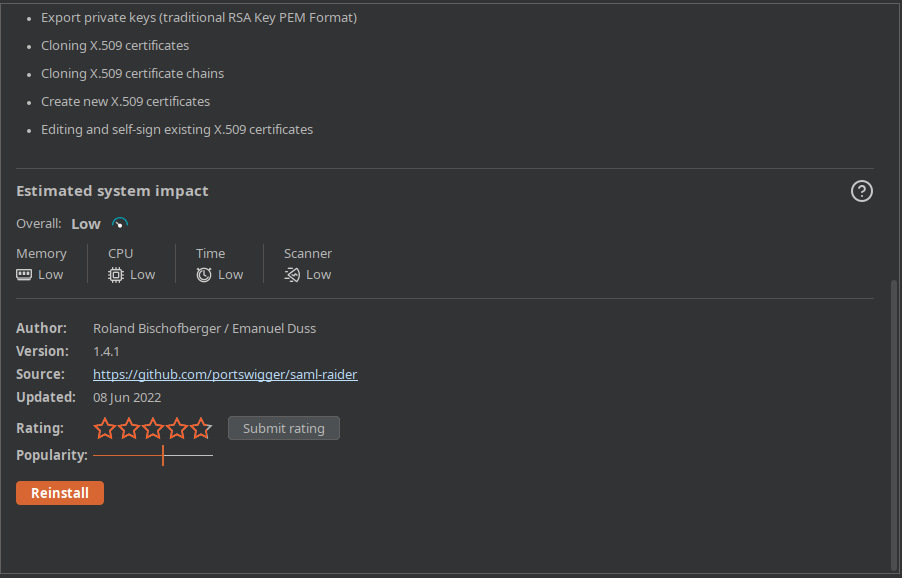 • Export private keys (traditional RSA Key PEM Format)
• Cloning X.509 certificates
• Cloning X.509 certificate chains
• Create new X.509 certificates
• Editing and self-sign existing X.509 certificates
Estimated system impact
Overall: Low
Memory CPU Time Scanner
Low Low Low Low
Author: Roland Bischofberger / Emanuel Duss
Version: 1.4.1
Source: https://github.com/portswigger/saml-raider
Updated: 08 Jun 2022
Rating: Submit rating
Popularity:
Reinstall